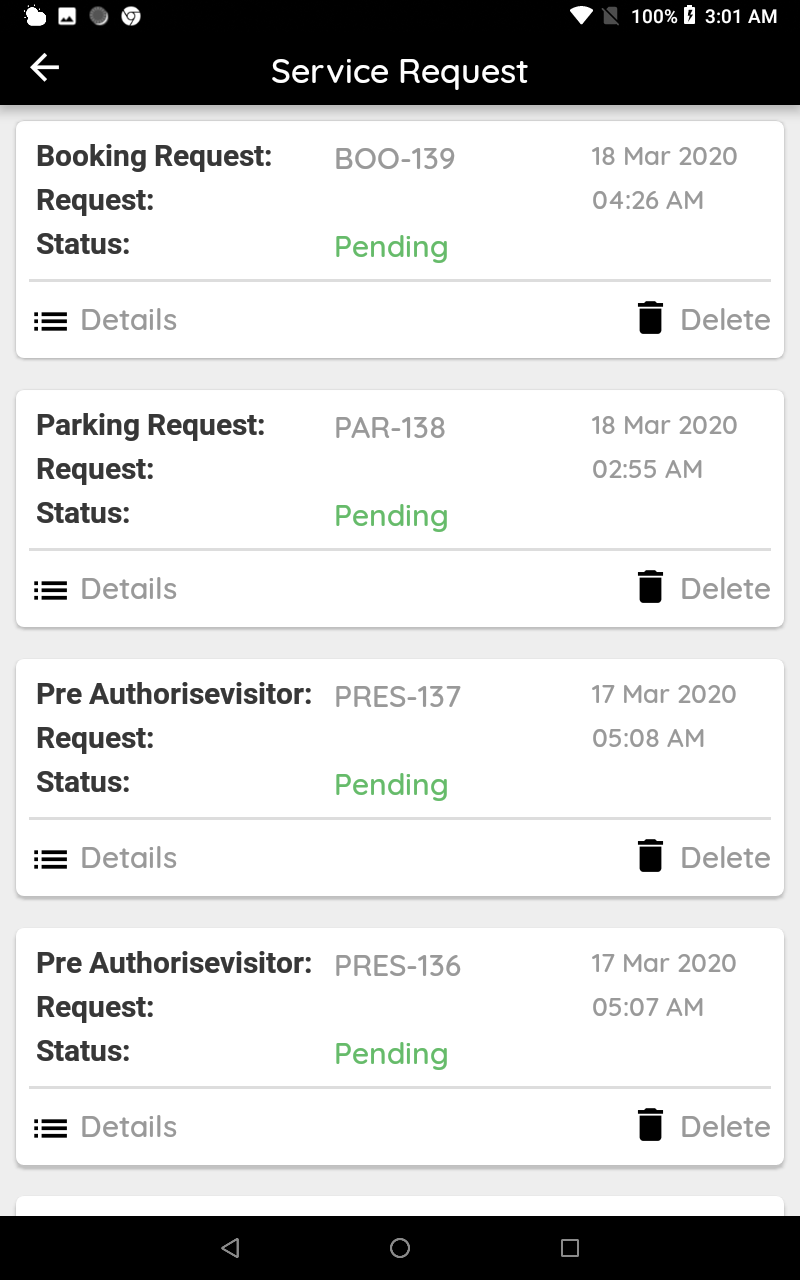 100% 3:01 AM
Service Request
Booking Request: BOO-139 18 Mar 2020
Request: 04:26 AM
Status: Pending
Details Delete
Parking Request: PAR-138 18 Mar 2020
Request: 02:55 AM
Status: Pending
Details Delete
Pre Authorisevisitor: PRES-137 17 Mar 2020
Request: 05:08 AM
Status: Pending
Details Delete
Pre Authorisevisitor: PRES-136 17 Mar 2020
Request: 05:07 AM
Status: Pending
Details Delete